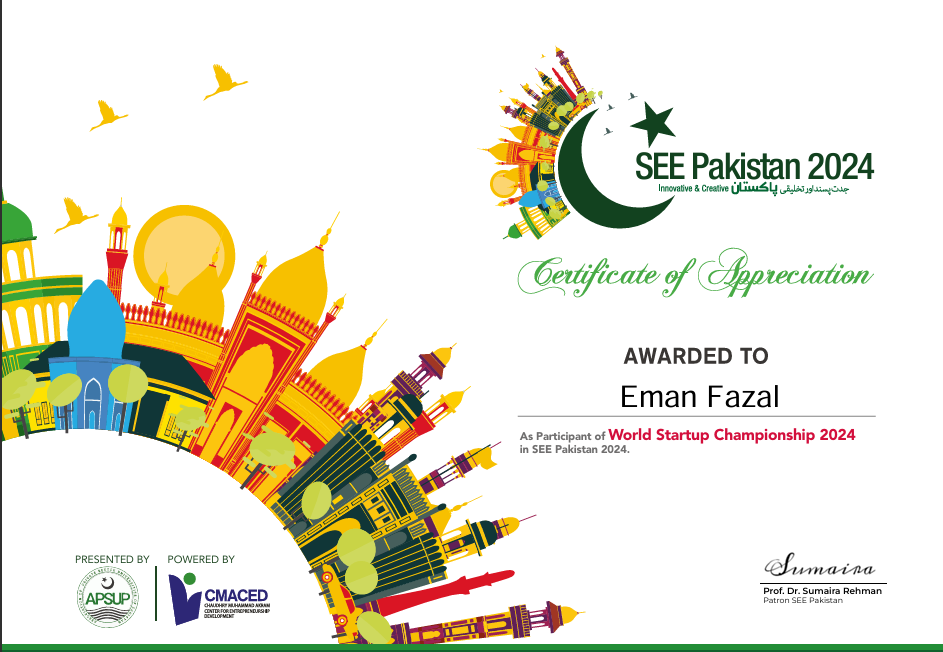 SEE Pakistan 2024
Innovative & Creative پاکستان جدت پسند اور تخلیقی
Certificate of Appreciation
AWARDED TO
Eman Fazal
As Participant of World Startup Championship 2024
in SEE Pakistan 2024.
PRESENTED BY
POWERED BY
APSUP
CMACED
CHAUDHRY MUHAMMAD AKRAM
CENTER FOR ENTREPRENEURSHIP
DEVELOPMENT
Sumaira
Prof. Dr. Sumaira Rehman
Patron SEE Pakistan